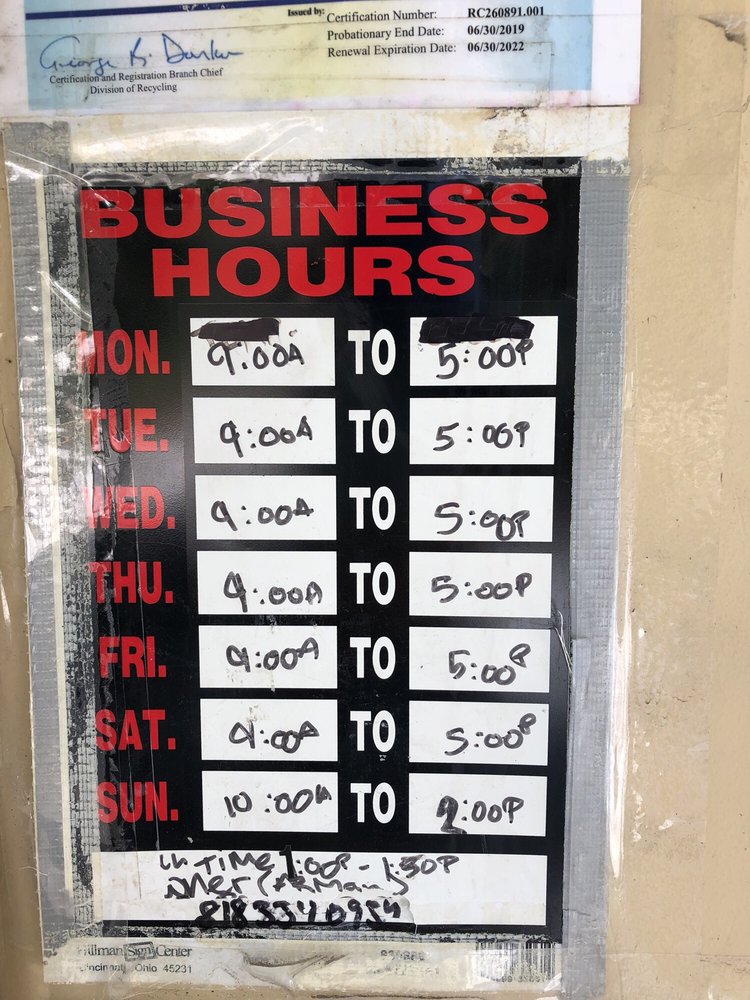 Issued by: Certification Number: RC260891.001
Probationary End Date: 06/30/2019
Renewal Expiration Date: 06/30/2022
Certification and Registration Branch Chief
Division of Recycling
BUSINESS
HOURS
MON. 9:00A TO 5:00P
TUE. 9:00A TO 5:00P
WED. 9:00A TO 5:00P
THU. 9:00A TO 5:00P
FRI. 9:00A TO 5:00P
SAT. 9:00A TO 5:00P
SUN. 10:00A TO 2:00P
TIME 1:00P - 1:30P
Hillman Sign Center
Cincinnati Ohio 45231